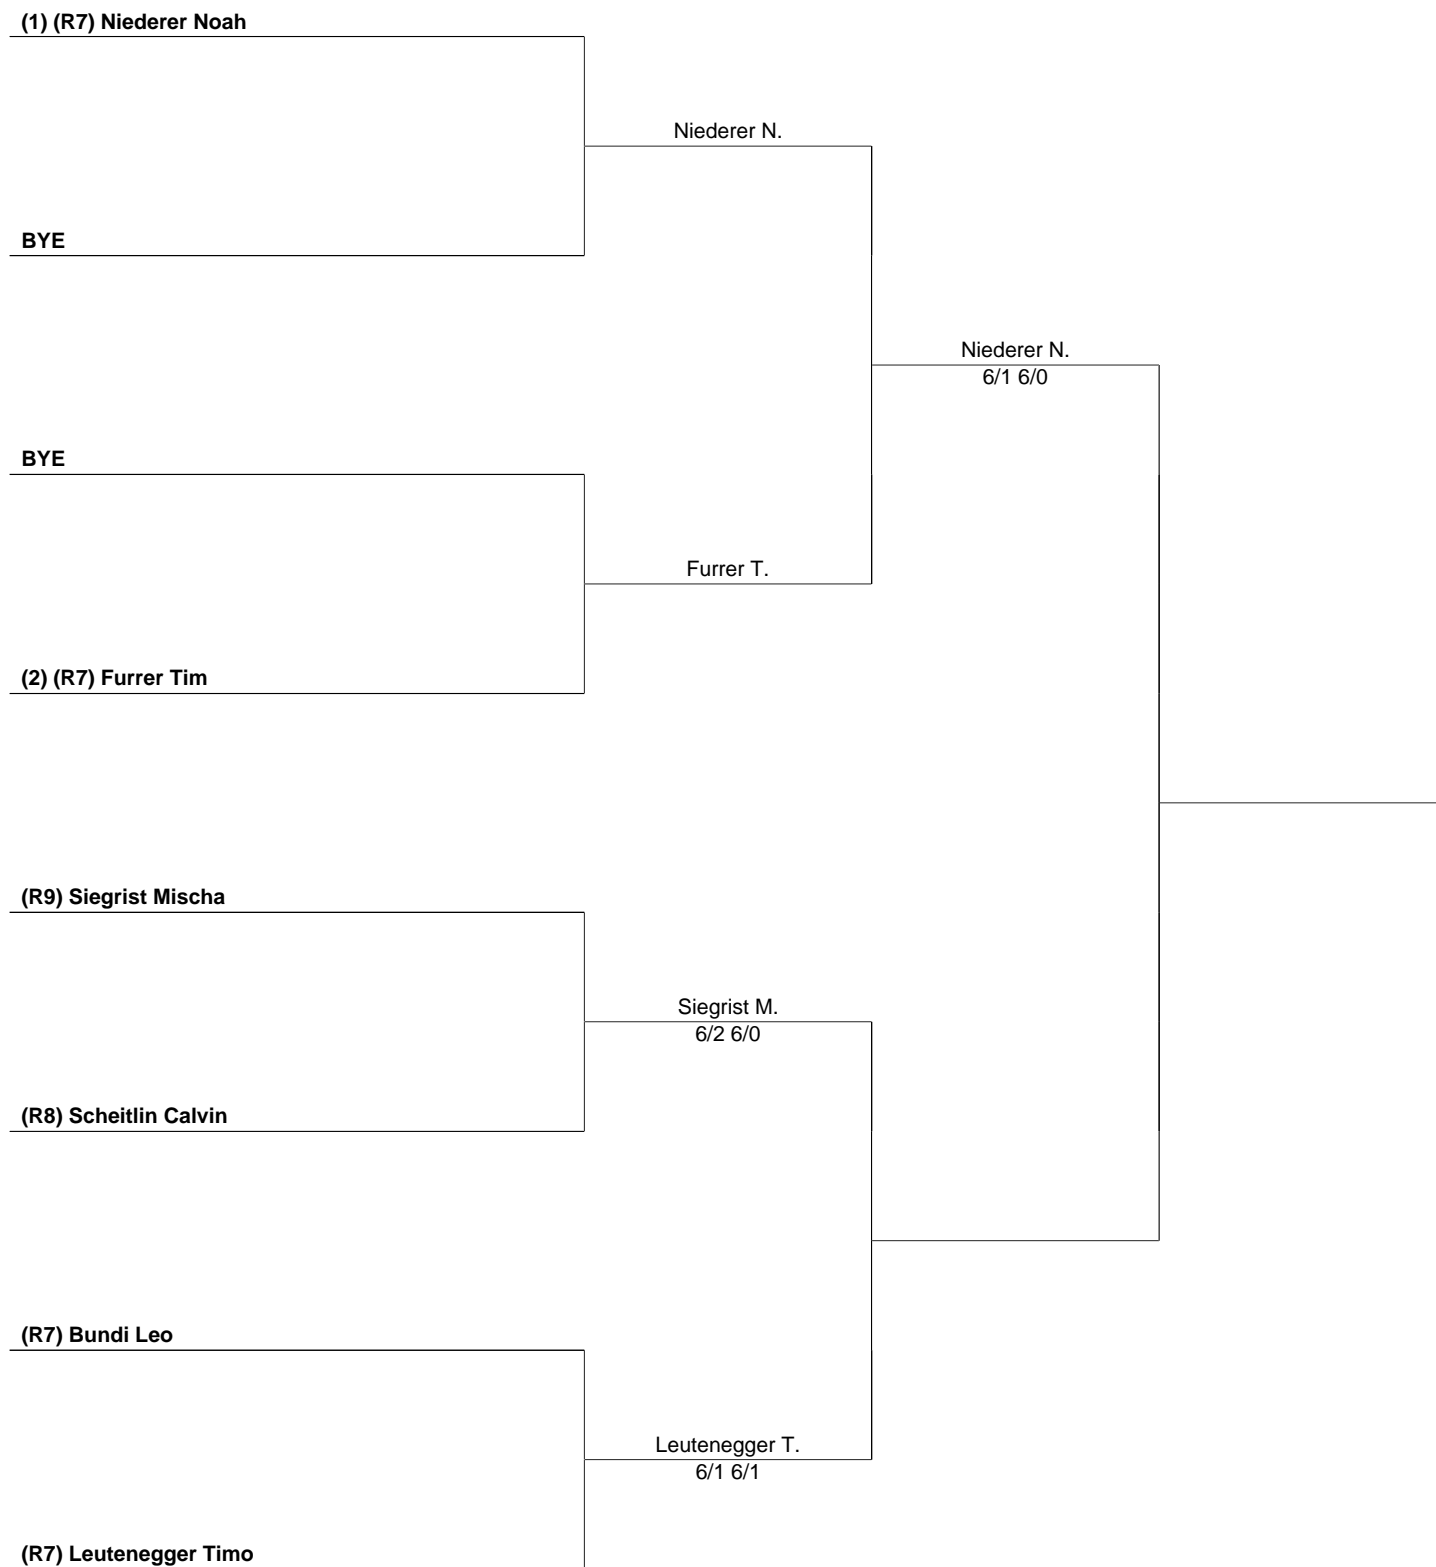 (1) (R7) Niederer Noah
Niederer N.
BYE
Niederer N.
6/1 6/0
BYE
Furrer T.
(2) (R7) Furrer Tim
(R9) Siegrist Mischa
Siegrist M.
6/2 6/0
(R8) Scheitlin Calvin
(R7) Bundi Leo
Leutenegger T.
6/1 6/1
(R7) Leutenegger Timo